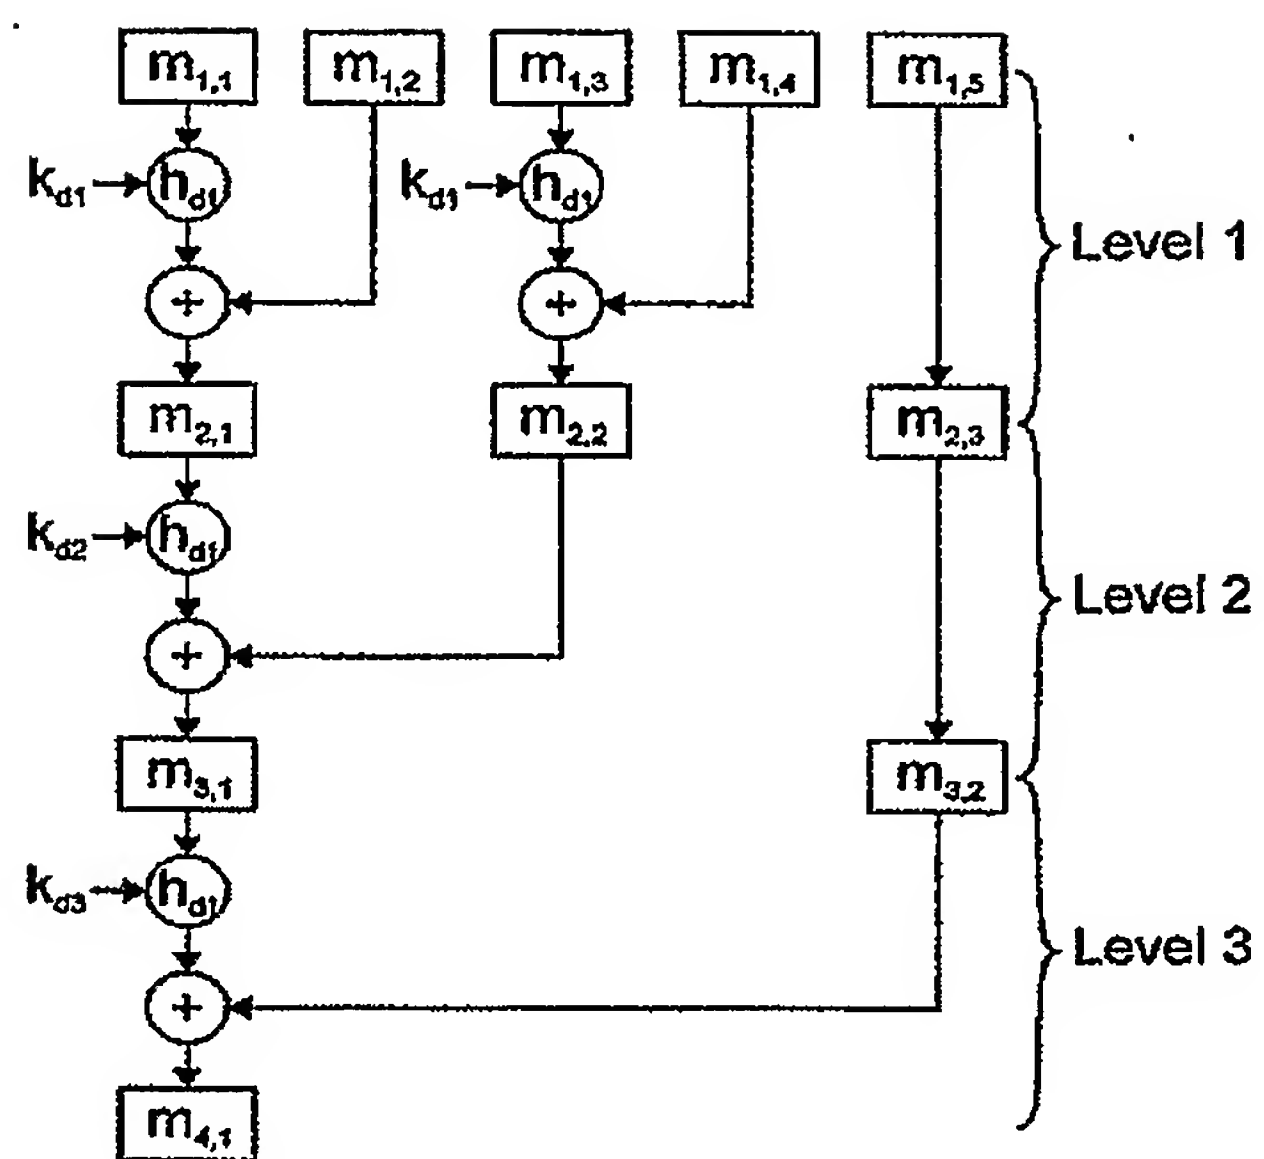 m1,1 m1,2 m1,3 m1,4 m1,5
kd1 hd1 kd1 hd1
Level 1
+ +
m2,1 m2,2 m2,3
kd2 hd1
Level 2
+
m3,1 m3,2
kd3 hd1
Level 3
+
m4,1